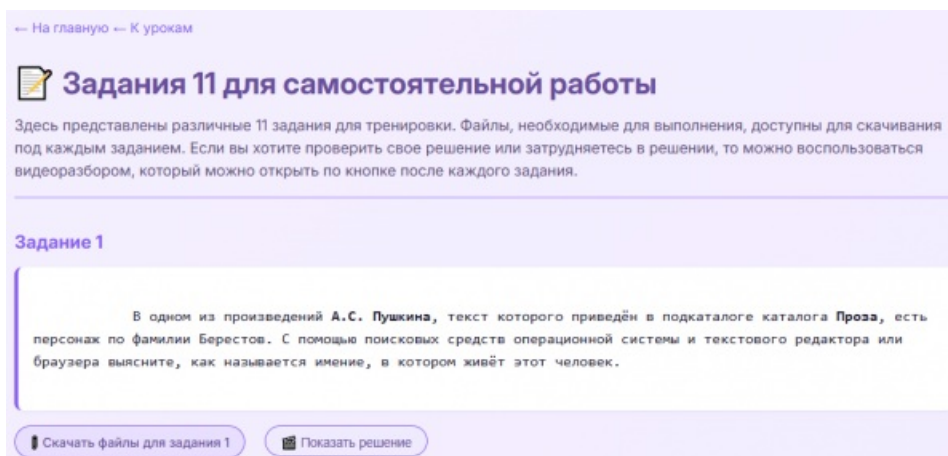 ← На главную ← К урокам
📝 Задания 11 для самостоятельной работы
Здесь представлены различные 11 задания для тренировки. Файлы, необходимые для выполнения, доступны для скачивания
под каждым заданием. Если вы хотите проверить свое решение или затрудняетесь в решении, то можно воспользоваться
видеоразбором, который можно открыть по кнопке после каждого задания.
Задание 1
В одном из произведений А.С. Пушкина, текст которого приведён в подкаталоге каталога Проза, есть
персонаж по фамилии Берестов. С помощью поисковых средств операционной системы и текстового редактора или
браузера выясните, как называется имение, в котором живёт этот человек.
Скачать файлы для задания 1
Показать решение